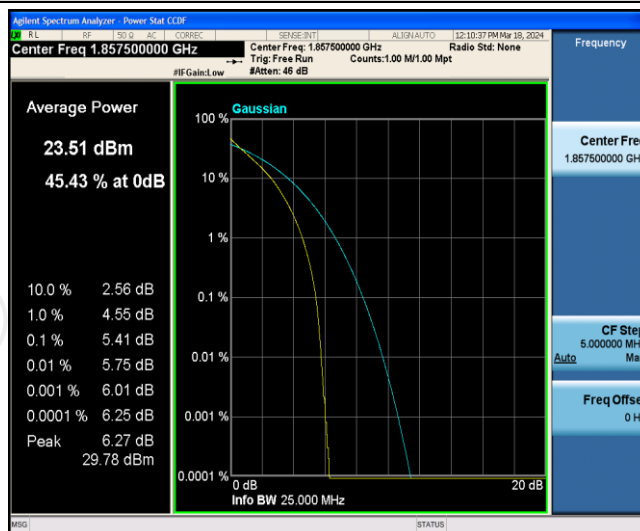 Agilent Spectrum Analyzer - Power Stat CCDF
RL RF 50 Ω AC CORREC SENSE:INT ALIGNAUTO 12:10:37 PM Mar 18, 2024
Center Freq 1.857500000 GHz
Center Freq: 1.857500000 GHz Radio Std: None
Trig: Free Run Counts:1.00 M/1.00 Mpt
#IFGain:Low #Atten: 46 dB
Frequency
Average Power
23.51 dBm
45.43 % at 0dB
10.0 % 2.56 dB
1.0 % 4.55 dB
0.1 % 5.41 dB
0.01 % 5.75 dB
0.001 % 6.01 dB
0.0001 % 6.25 dB
Peak 6.27 dB
29.78 dBm
Gaussian
100 %
10 %
1 %
0.1 %
0.01 %
0.001 %
0.0001 %
0 dB 20 dB
Info BW 25.000 MHz
Center Fre
1.857500000 GH
CF Step
5.000000 MH
Auto Ma
Freq Offse
0 H
MSG STATUS